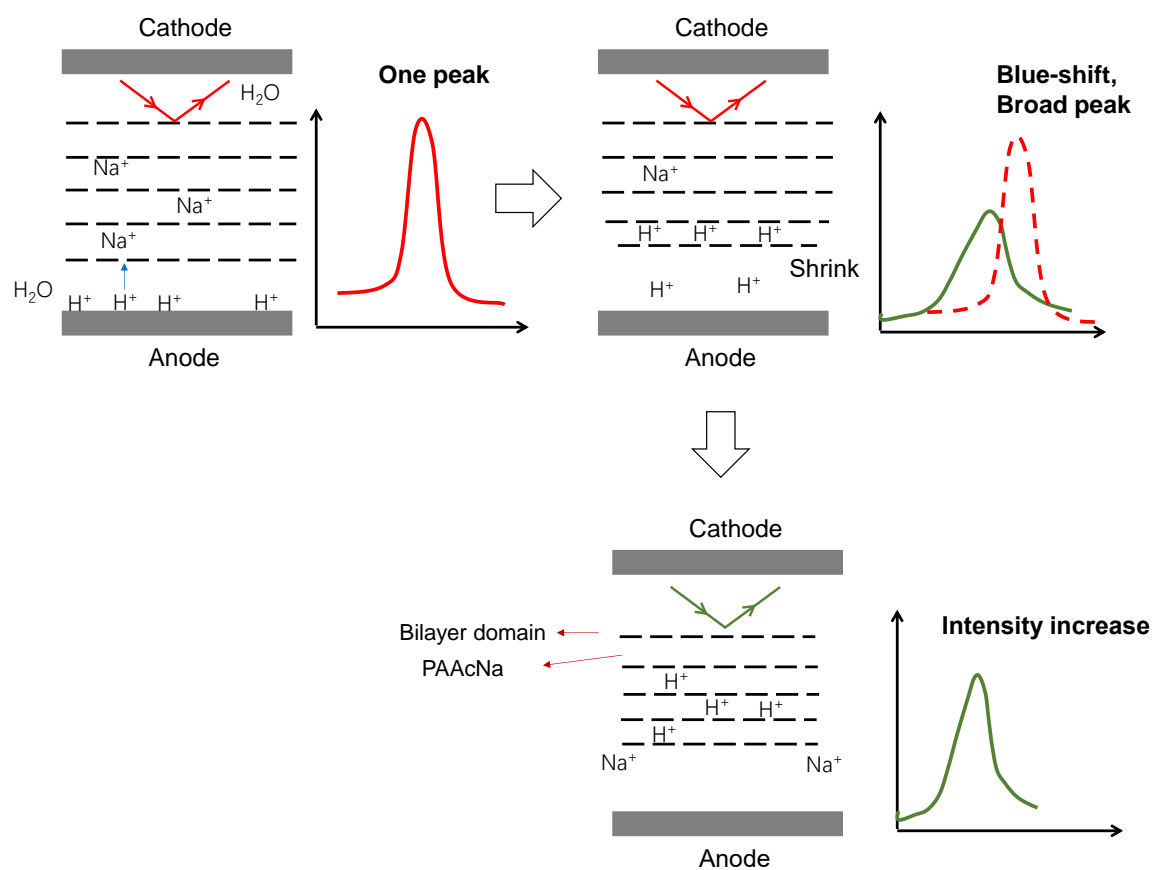 Cathode
H₂O
Na⁺
Na⁺
Na⁺
H₂O
H⁺ H⁺ H⁺ H⁺
Anode
One peak
Cathode
Na⁺
H⁺ H⁺ H⁺
Shrink
H⁺ H⁺
Anode
Blue-shift,
Broad peak
Cathode
Bilayer domain
PAAcNa
H⁺
H⁺ H⁺
H⁺
Na⁺ Na⁺
Anode
Intensity increase